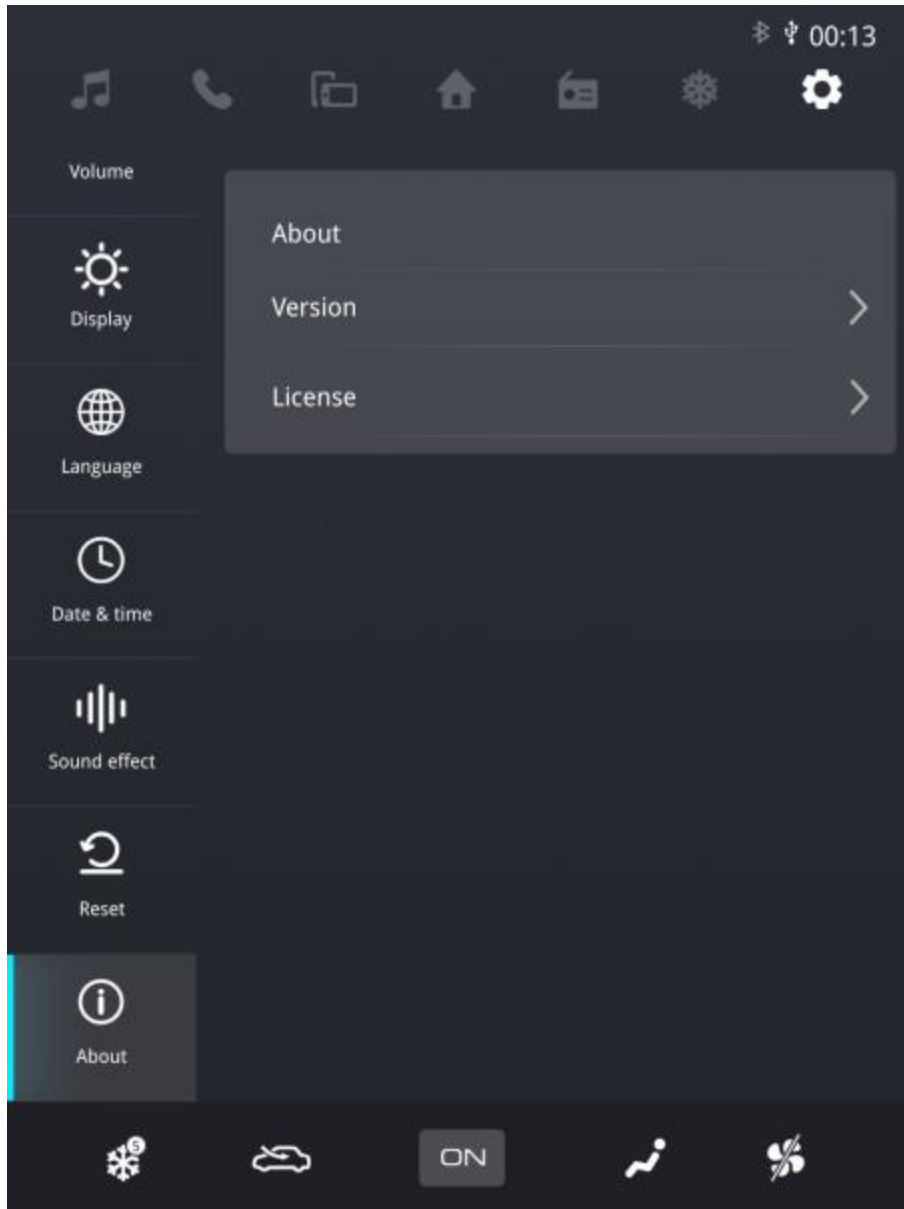 00:13
Volume
Display
Language
Date & time
Sound effect
Reset
About
About
Version
License
S
ON